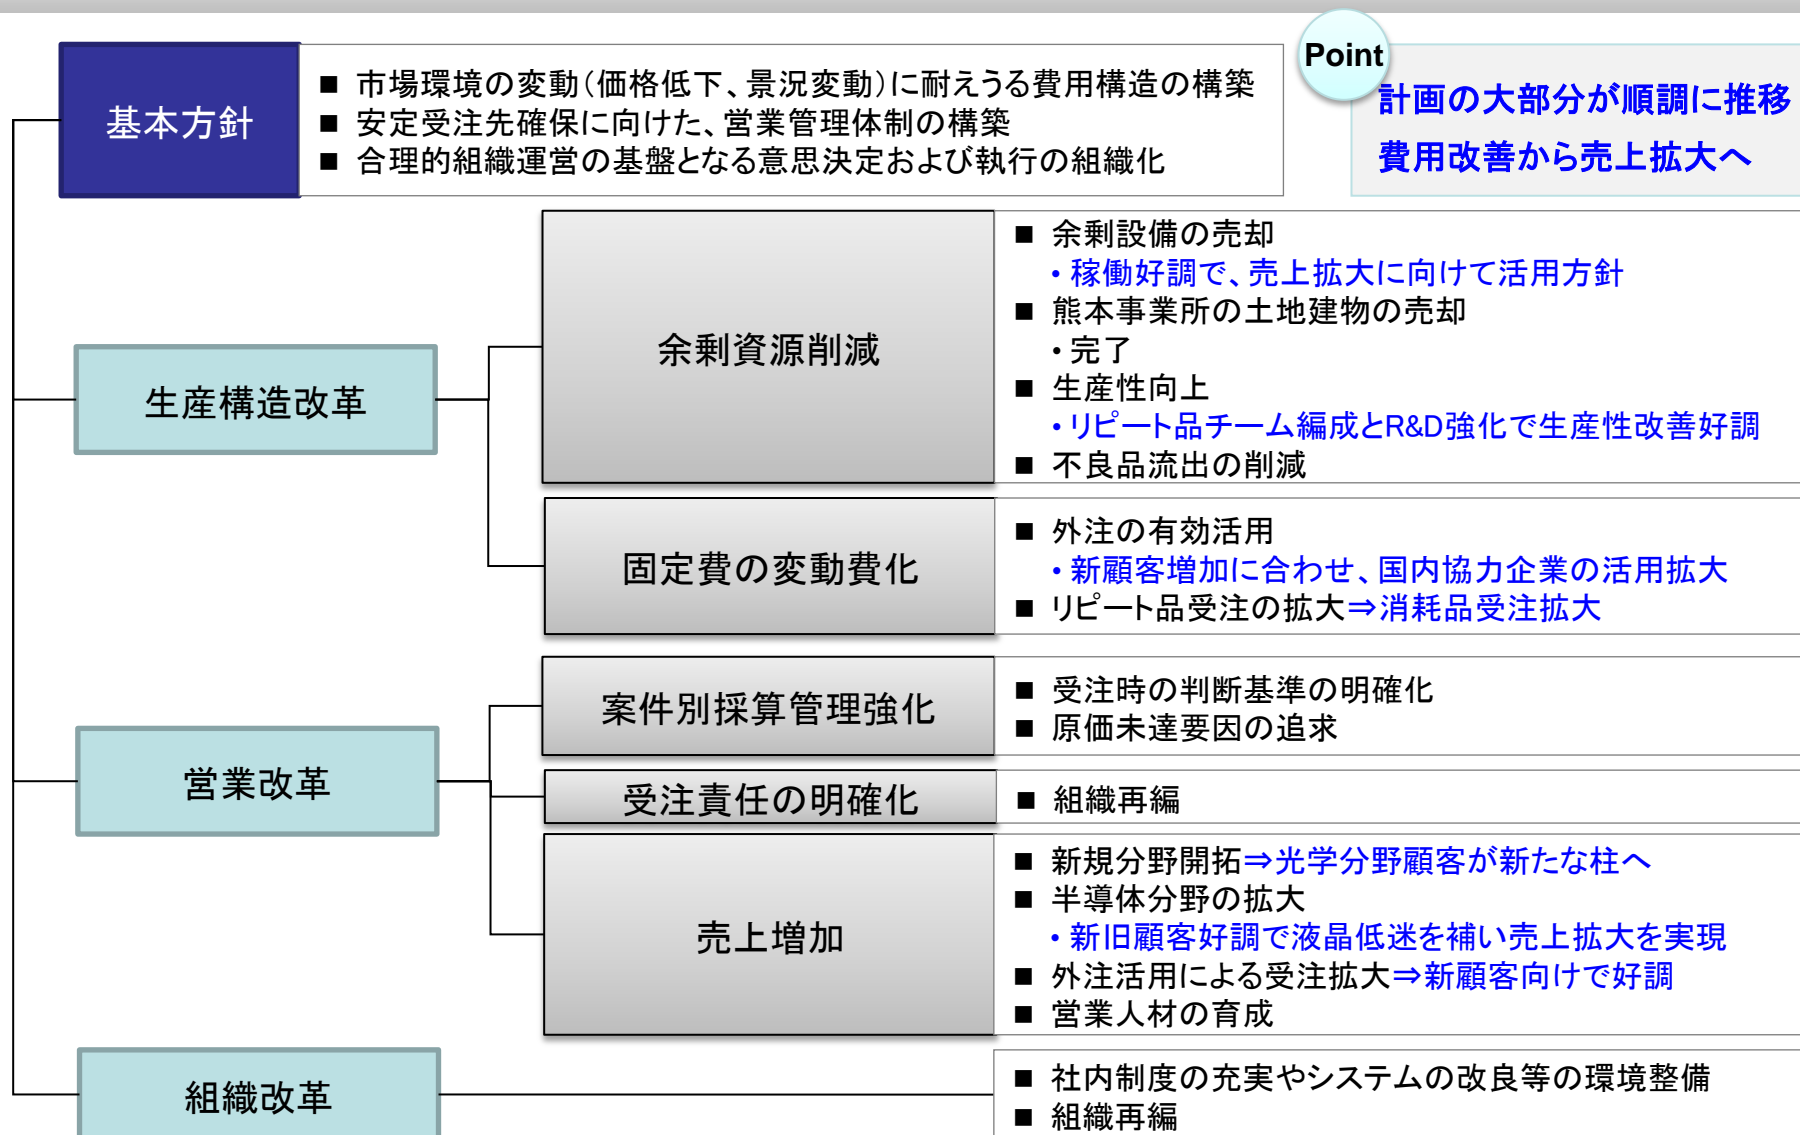 基本方針
■ 市場環境の変動（価格低下、景況変動）に耐えうる費用構造の構築
■ 安定受注先確保に向けた、営業管理体制の構築
■ 合理的組織運営の基盤となる意思決定および執行の組織化
Point
計画の大部分が順調に推移
費用改善から売上拡大へ
生産構造改革
余剰資源削減
■ 余剰設備の売却
・稼働好調で、売上拡大に向けて活用方針
■ 熊本事業所の土地建物の売却
・完了
■ 生産性向上
・リピート品チーム編成とR&D強化で生産性改善好調
■ 不良品流出の削減
固定費の変動費化
■ 外注の有効活用
・新顧客増加に合わせ、国内協力企業の活用拡大
■ リピート品受注の拡大⇒消耗品受注拡大
営業改革
案件別採算管理強化
■ 受注時の判断基準の明確化
■ 原価未達要因の追求
受注責任の明確化
■ 組織再編
売上増加
■ 新規分野開拓⇒光学分野顧客が新たな柱へ
■ 半導体分野の拡大
・新旧顧客好調で液晶低迷を補い売上拡大を実現
■ 外注活用による受注拡大⇒新顧客向けで好調
■ 営業人材の育成
組織改革
■ 社内制度の充実やシステムの改良等の環境整備
■ 組織再編